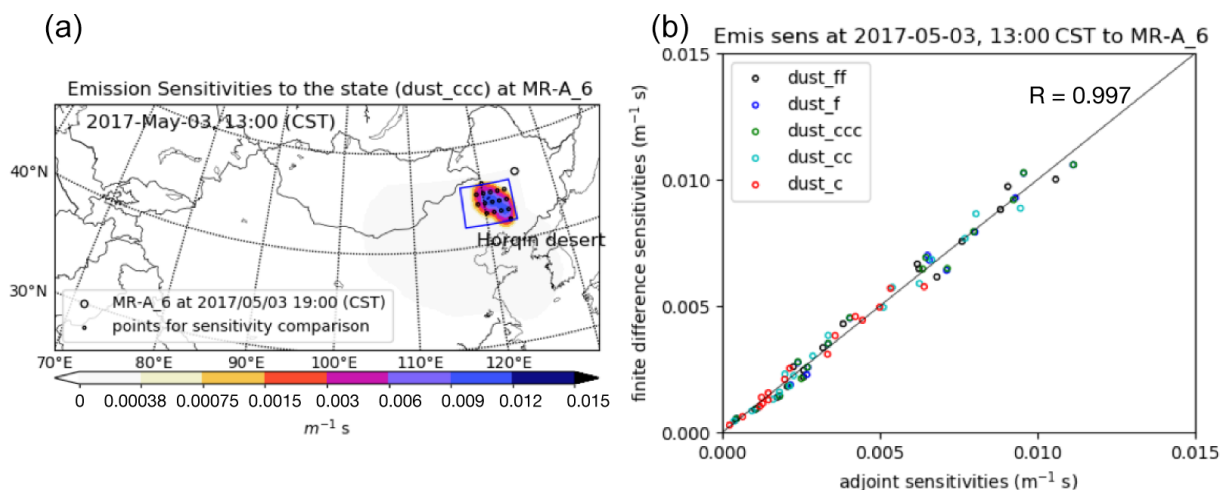 (a)
Emission Sensitivities to the state (dust_ccc) at MR-A_6
2017-May-03, 13:00 (CST)
40°N
30°N
Horqin desert
MR-A_6 at 2017/05/03 19:00 (CST)
points for sensitivity comparison
70°E 80°E 90°E 100°E 110°E 120°E
0 0.00038 0.00075 0.0015 0.003 0.006 0.009 0.012 0.015
m⁻¹ s
(b)
Emis sens at 2017-05-03, 13:00 CST to MR-A_6
0.015
0.010
0.005
0.000
finite difference sensitivities (m⁻¹ s)
dust_ff
dust_f
dust_ccc
dust_cc
dust_c
R = 0.997
0.000 0.005 0.010 0.015
adjoint sensitivities (m⁻¹ s)